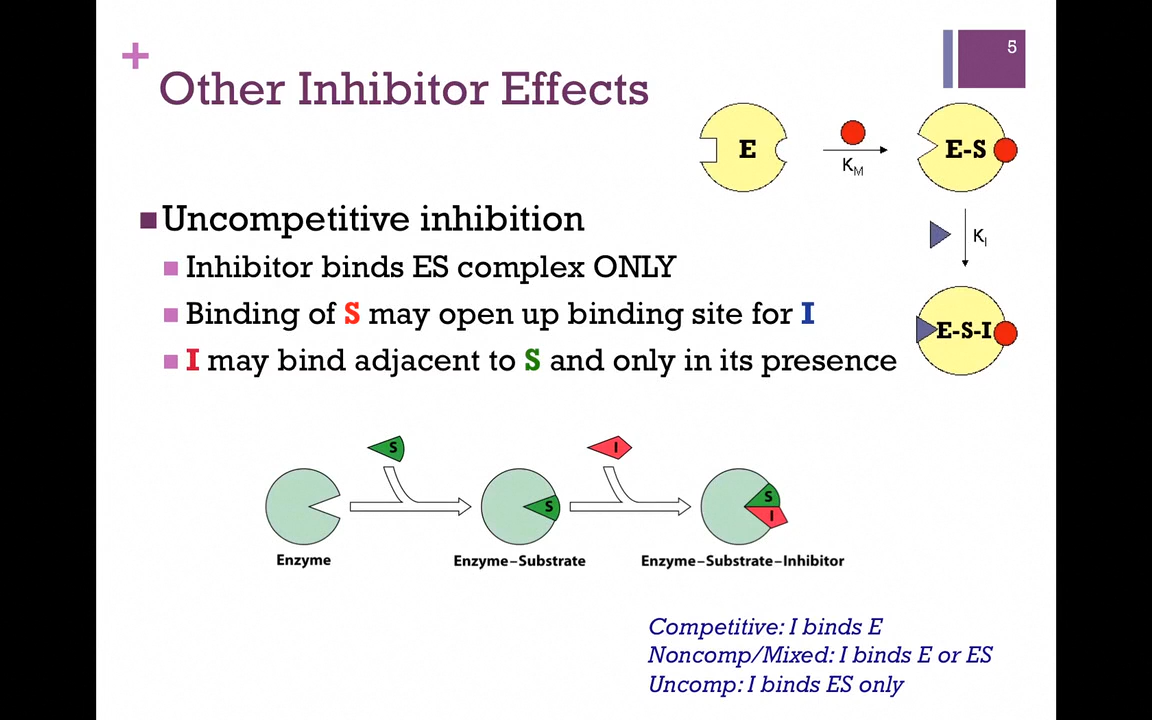 +
5
Other Inhibitor Effects
E
K_M
E-S
K_I
E-S-I
Uncompetitive inhibition
Inhibitor binds ES complex ONLY
Binding of S may open up binding site for I
I may bind adjacent to S and only in its presence
S
I
S
S
I
Enzyme
Enzyme–Substrate
Enzyme–Substrate–Inhibitor
Competitive: I binds E
Noncomp/Mixed: I binds E or ES
Uncomp: I binds ES only